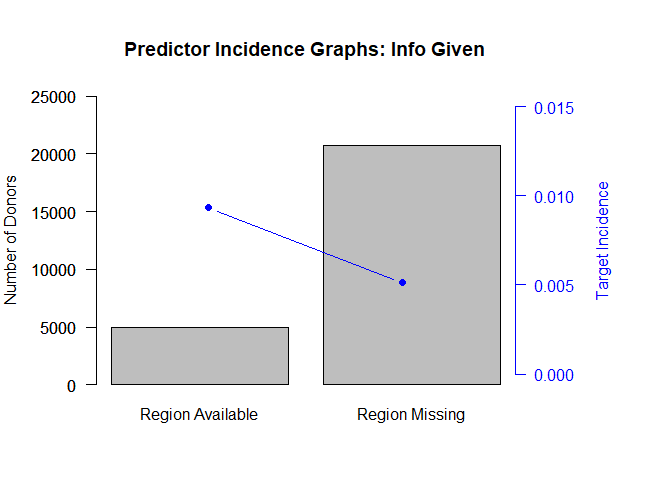 Predictor Incidence Graphs: Info Given
Number of Donors
25000
20000
15000
10000
5000
0
0.015
0.010
0.005
0.000
Target Incidence
Region Available
Region Missing